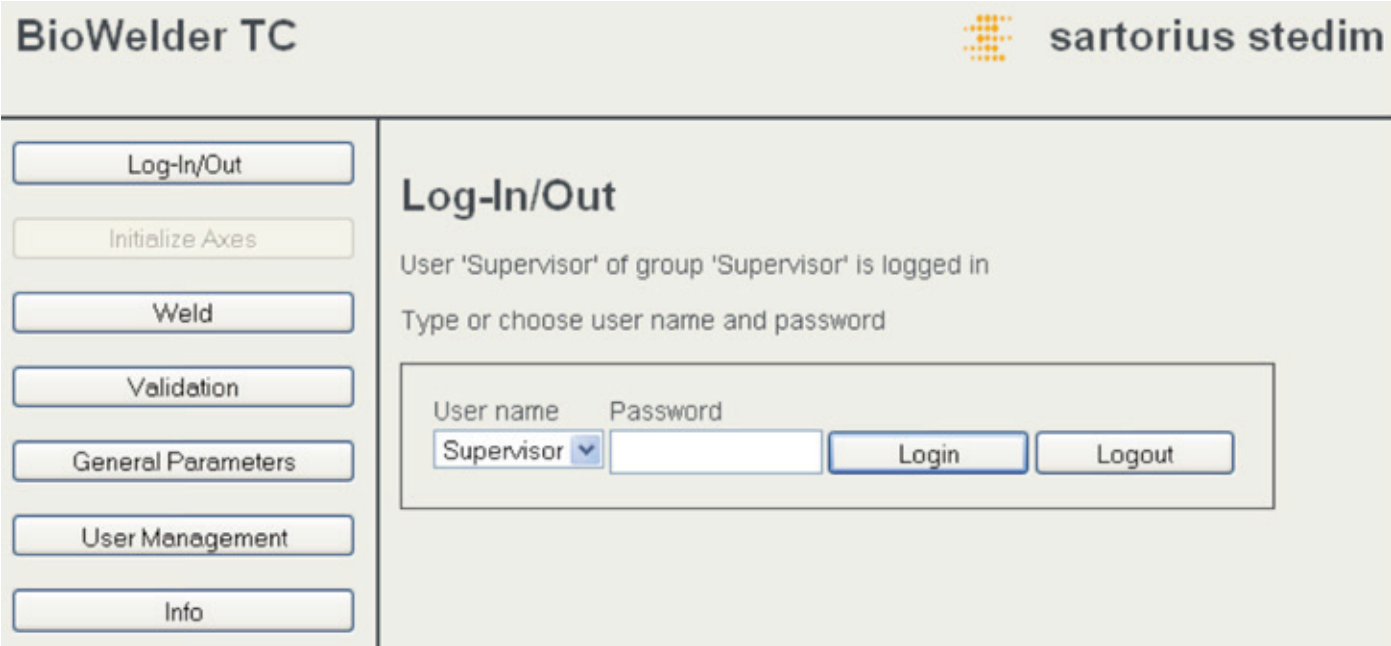 BioWelder TC
sartorius stedim
Log-In/Out
Initialize Axes
Weld
Validation
General Parameters
User Management
Info
Log-In/Out
User 'Supervisor' of group 'Supervisor' is logged in
Type or choose user name and password
User name Password
Supervisor Login Logout